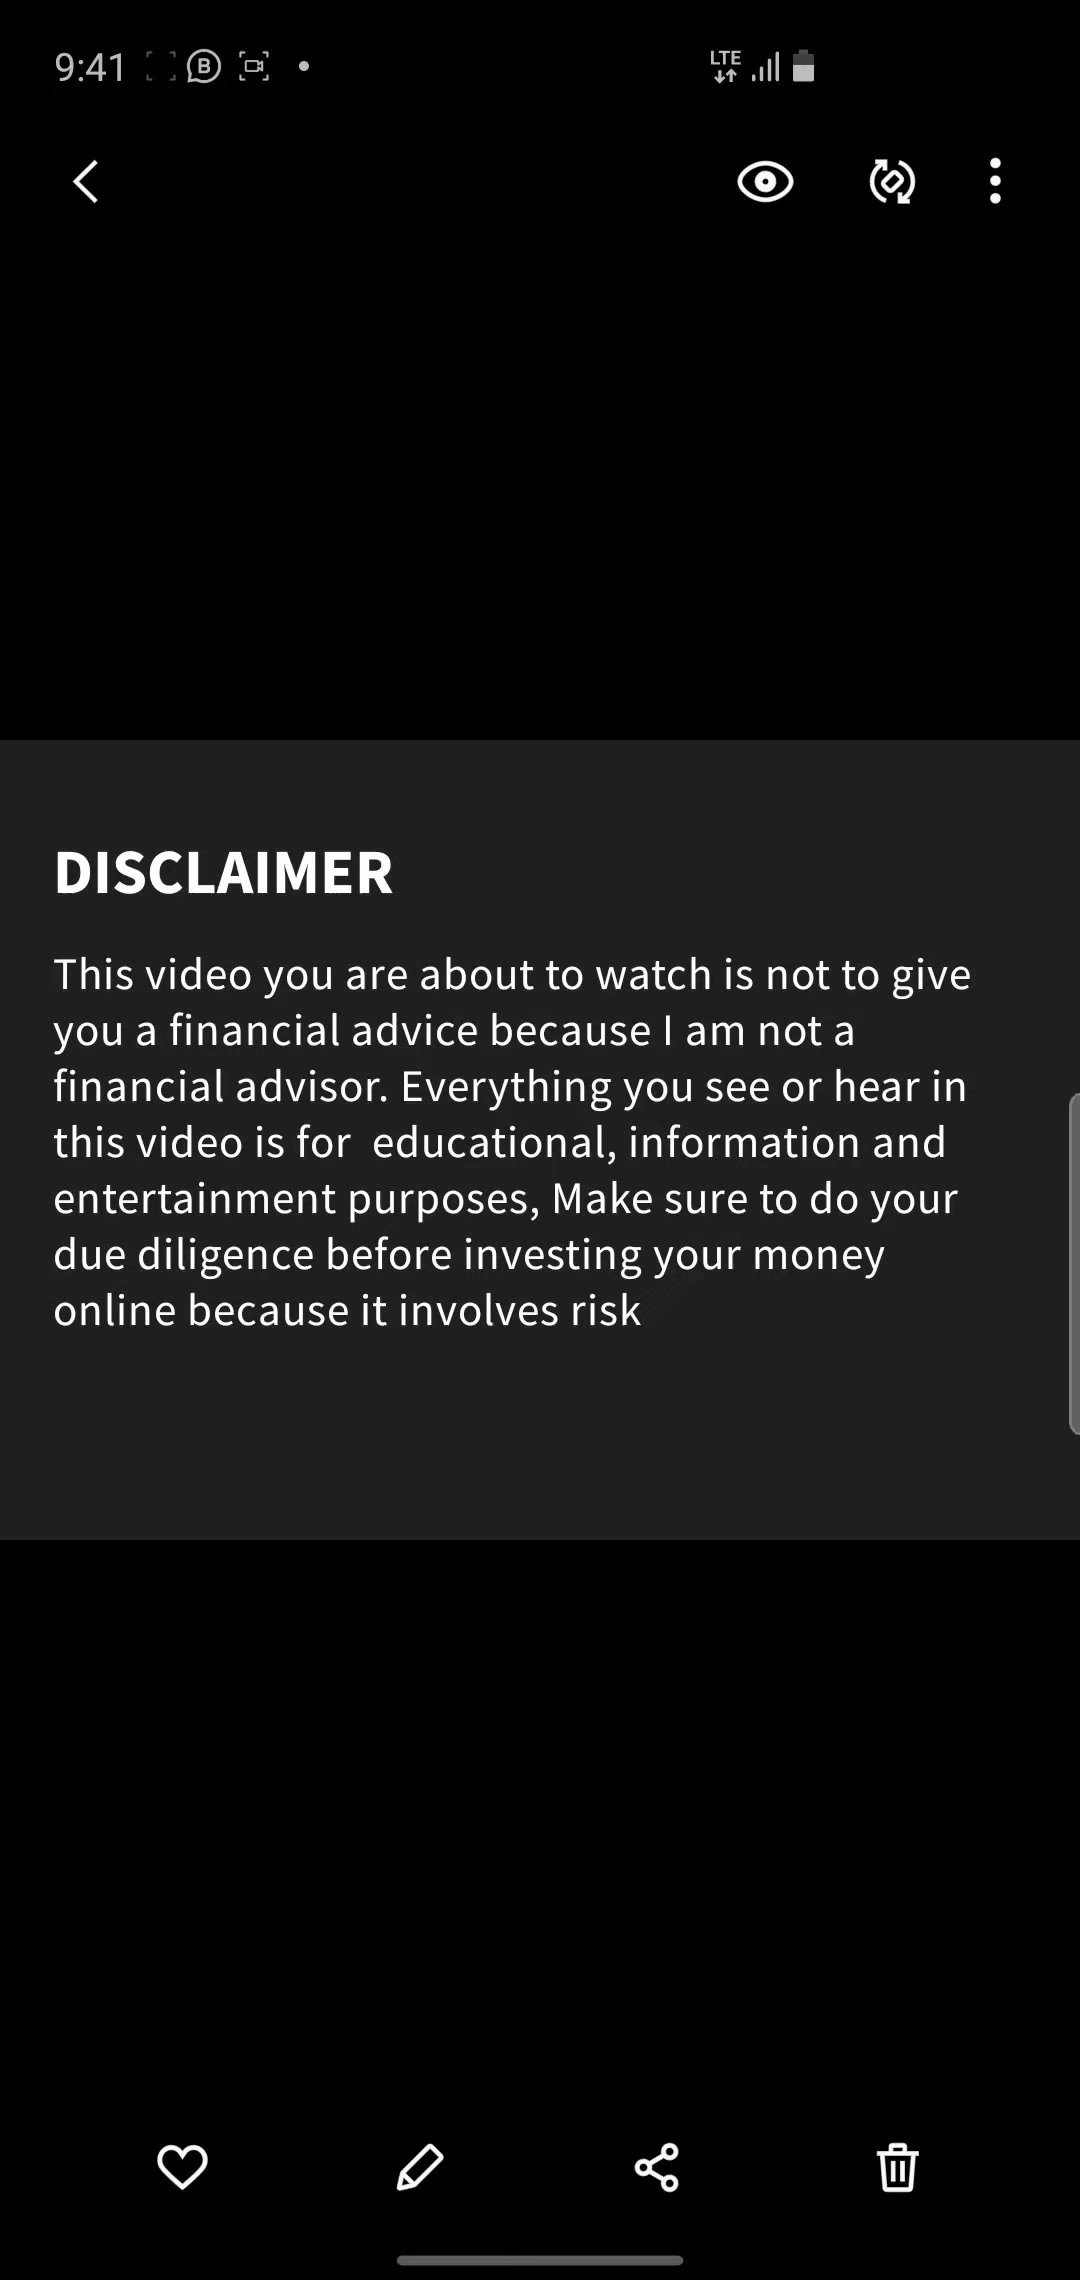 9:41
LTE
DISCLAIMER
This video you are about to watch is not to give
you a financial advice because I am not a
financial advisor. Everything you see or hear in
this video is for  educational, information and
entertainment purposes, Make sure to do your
due diligence before investing your money
online because it involves risk